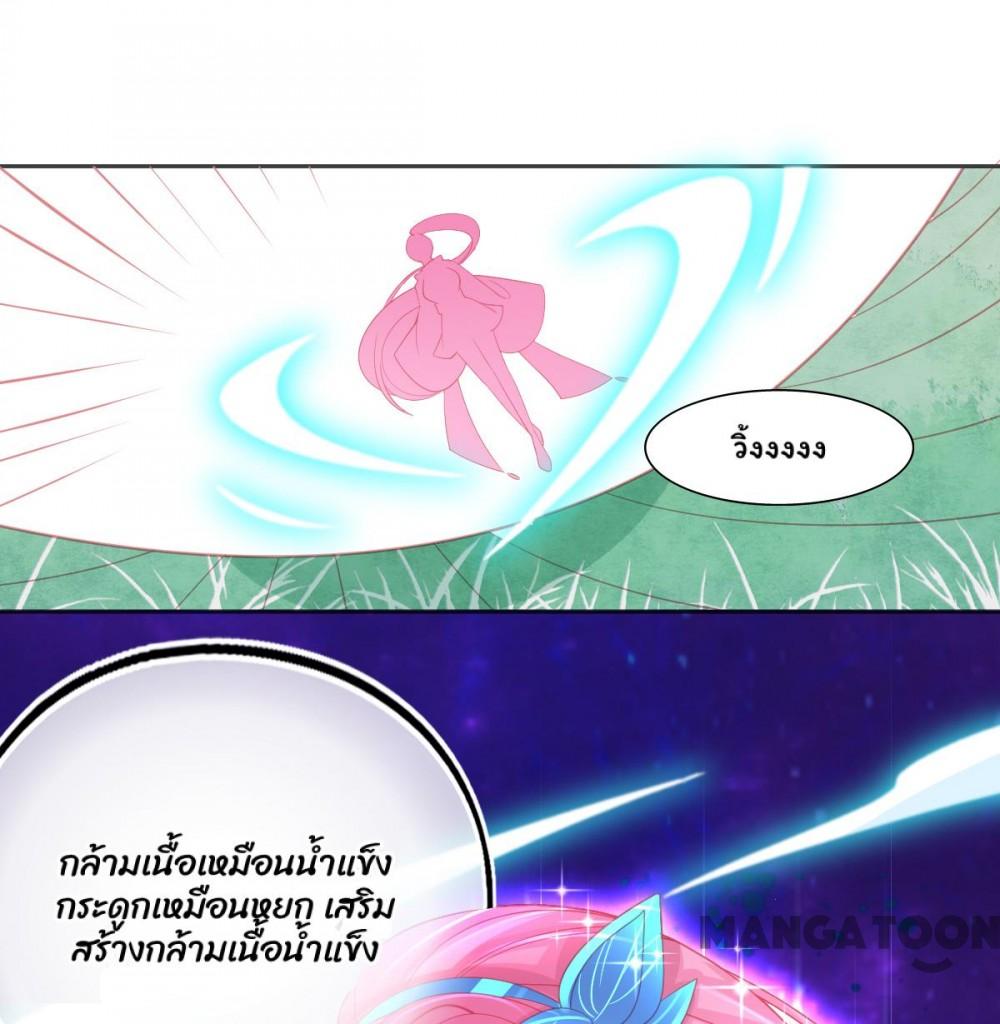 วิ้งงงงง
กล้ามเนื้อเหมือนน้ำแข็ง
กระดูกเหมือนหยก เสริม
สร้างกล้ามเนื้อน้ำแข็ง
MANGATOON